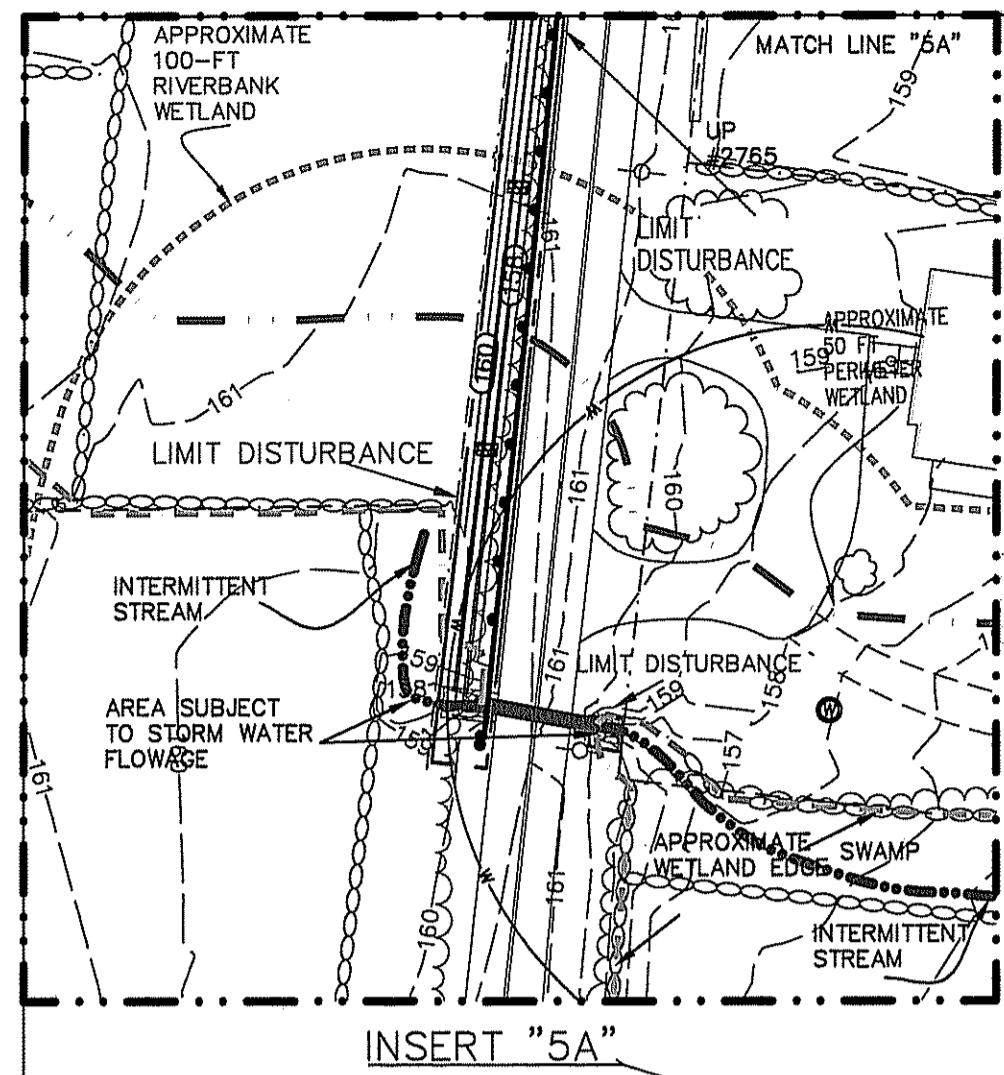 APPROXIMATE
100-FT
RIVERBANK
WETLAND
MATCH LINE "5A"
159
UP
#2765
161
LIMIT
DISTURBANCE
158
APPROXIMATE
50 FT
PERIMETER
WETLAND
159
160
161
W
LIMIT DISTURBANCE
161
160
INTERMITTENT
STREAM
W
161
LIMIT DISTURBANCE
159
158
159
W
AREA SUBJECT
TO STORM WATER
FLOWAGE
159
157
161
APPROXIMATE
WETLAND EDGE
SWAMP
W
161
160
INTERMITTENT
STREAM
INSERT "5A"